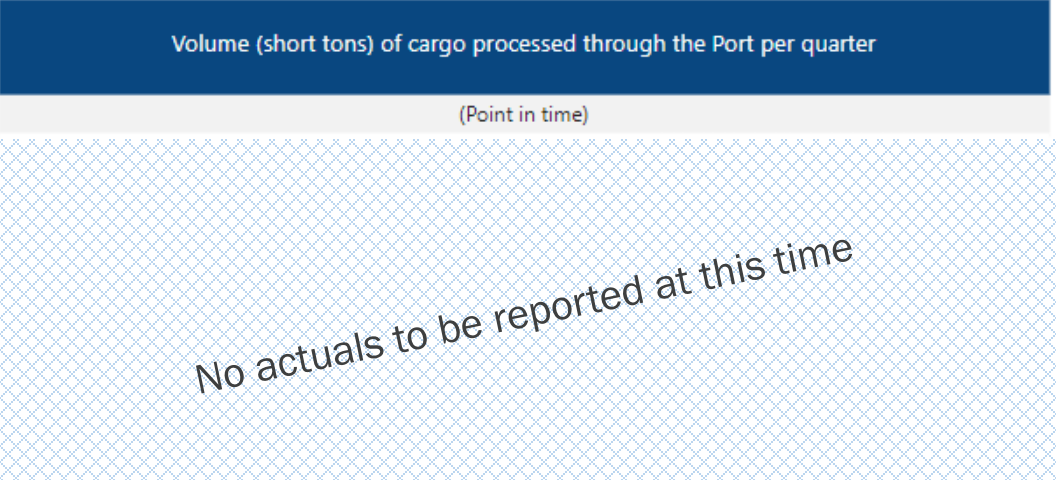 Volume (short tons) of cargo processed through the Port per quarter
(Point in time)
No actuals to be reported at this time